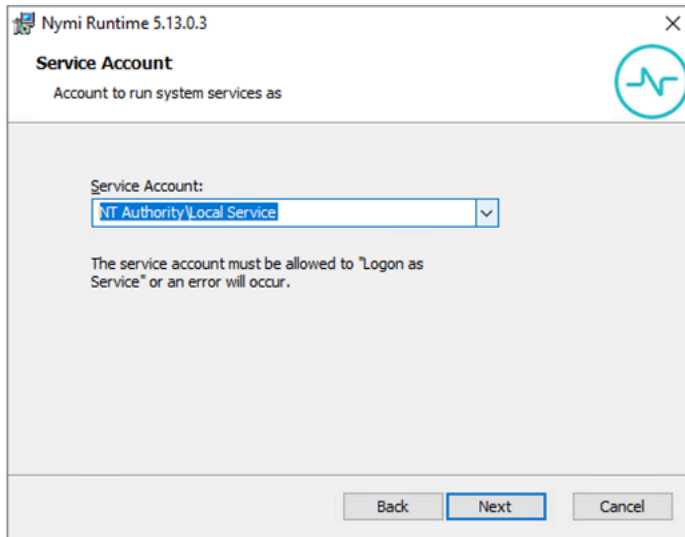 Nymi Runtime 5.13.0.3
Service Account
Account to run system services as
Service Account:
NT Authority\Local Service
The service account must be allowed to "Logon as
Service" or an error will occur.
Back Next Cancel